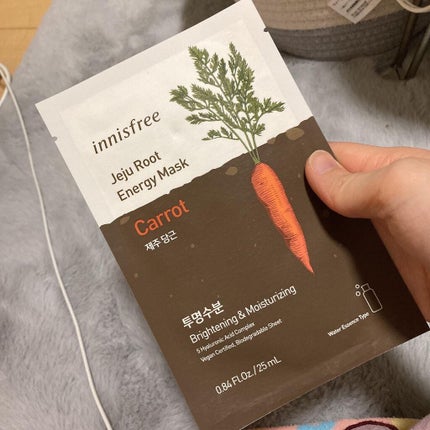 innisfree
Jeju Root
Energy Mask
Carrot
제주 당근
투명수분
Brightening & Moisturizing
5 Hyaluronic Acid Complex
Vegan Certified, Biodegradable Sheet
0.84 Fl.Oz / 25 mL
Water Essence Type